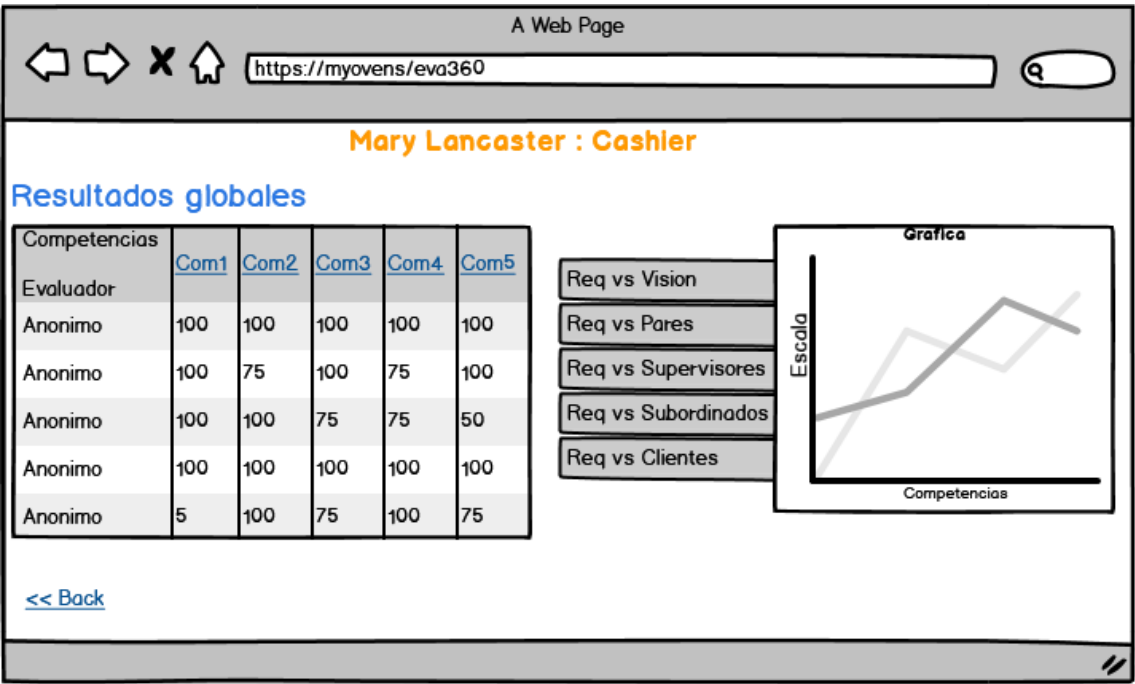 A Web Page
https://myovens/eva360
Mary Lancaster : Cashier
Resultados globales
Competencias
Evaluador
Com1 Com2 Com3 Com4 Com5
Anonimo 100 100 100 100 100
Anonimo 100 75 100 75 100
Anonimo 100 100 75 75 50
Anonimo 100 100 100 100 100
Anonimo 5 100 75 100 75
Req vs Vision
Req vs Pares
Req vs Supervisores
Req vs Subordinados
Req vs Clientes
Grafica
Escala
Competencias
<< Back